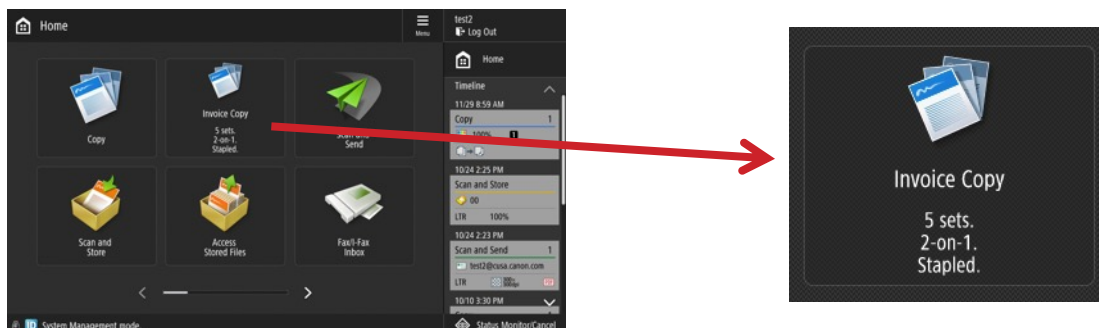 Home
Menu
test2
Log Out
Home
Timeline
11/29 8:59 AM
Copy 1
100% 1
10/24 2:25 PM
Scan and Store
00
LTR 100%
10/24 2:23 PM
Scan and Send 1
test2@cusa.canon.com
LTR
10/10 3:30 PM
Copy
Invoice Copy
5 sets.
2-on-1.
Stapled.
Scan and
Send
Scan and
Store
Access
Stored Files
Fax/I-Fax
Inbox
ID System Management mode.
Status Monitor/Cancel
Invoice Copy
5 sets.
2-on-1.
Stapled.